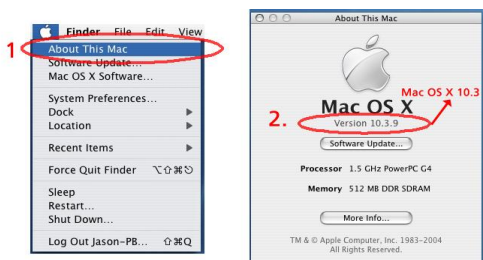 1
Finder File Edit View
About This Mac
Software Update...
Mac OS X Software...
System Preferences...
Dock
Location
Recent Items
Force Quit Finder ⌥⇧⌘⎋
Sleep
Restart...
Shut Down...
Log Out Jason-PB... ⇧⌘Q
About This Mac
Mac OS X 10.3
Mac OS X
2.
Version 10.3.9
Software Update...
Processor 1.5 GHz PowerPC G4
Memory 512 MB DDR SDRAM
More Info...
TM & © Apple Computer, Inc. 1983-2004
All Rights Reserved.